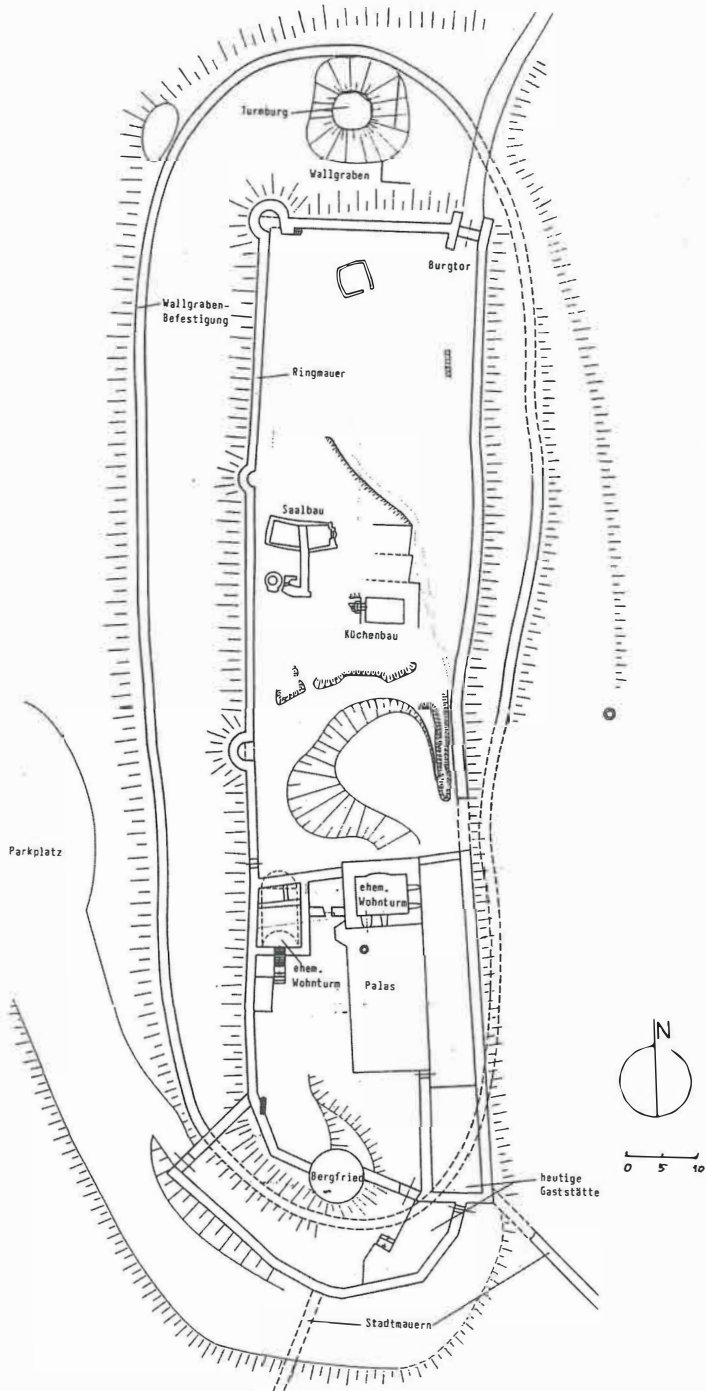 Turmburg
Wallgraben
Burgtor
Wallgraben-
Befestigung
Ringmauer
Saalbau
Küchenbau
Parkplatz
ehem.
Wohnturm
ehem.
Wohnturm
Palas
N
0 5 10
Bergfried
heutige
Gaststätte
Stadtmauern